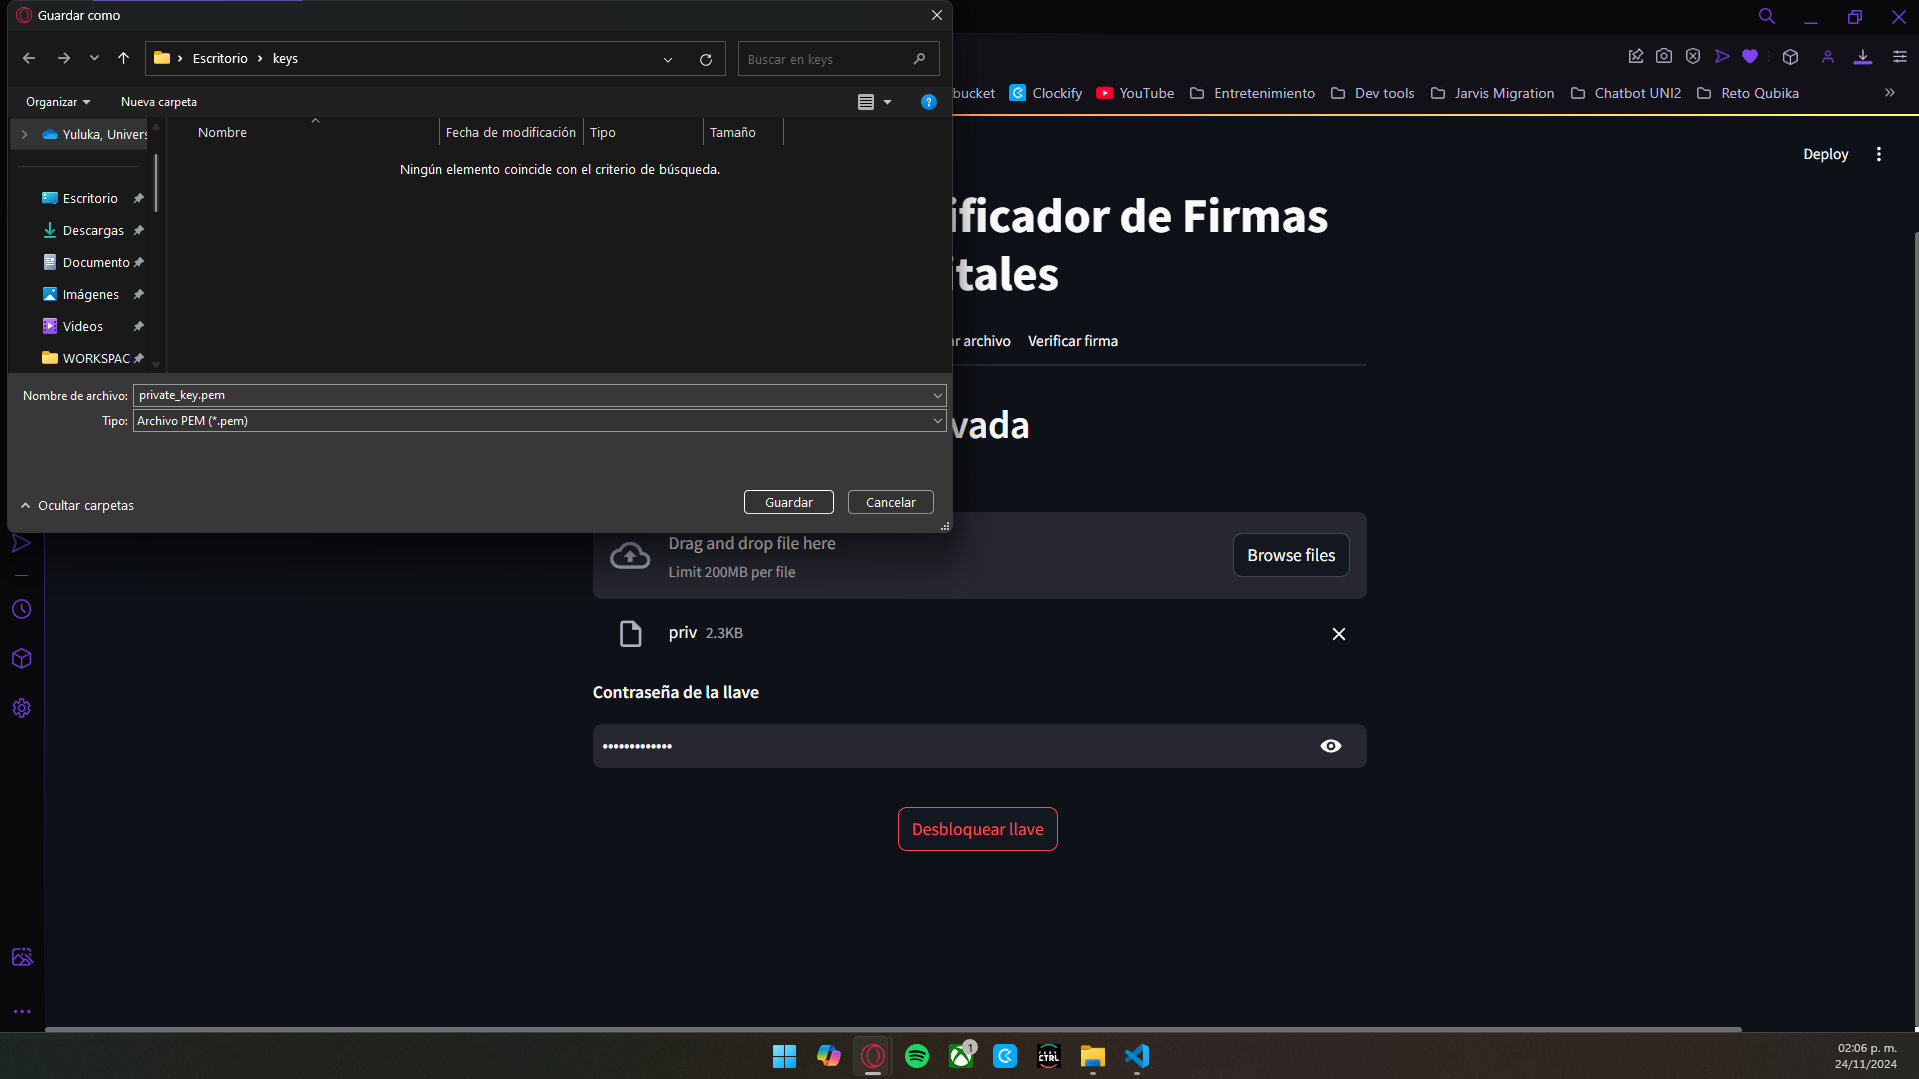 Guardar como
Escritorio
keys
Buscar en keys
Organizar
Nueva carpeta
?
Yuluka, Univers
Nombre
Fecha de modificación
Tipo
Tamaño
Ningún elemento coincide con el criterio de búsqueda.
Escritorio
Descargas
Documento
Imágenes
Videos
WORKSPAC
Nombre de archivo:
private_key.pem
Tipo:
Archivo PEM (*.pem)
Ocultar carpetas
Guardar
Cancelar
bucket
Clockify
YouTube
Entretenimiento
Dev tools
Jarvis Migration
Chatbot UNI2
Reto Qubika
Deploy
ificador de Firmas
itales
ar archivo
Verificar firma
vada
Drag and drop file here
Limit 200MB per file
Browse files
priv 2.3KB
Contraseña de la llave
•••••••••••••
Desbloquear llave
1
CTRL
02:06 p. m.
24/11/2024